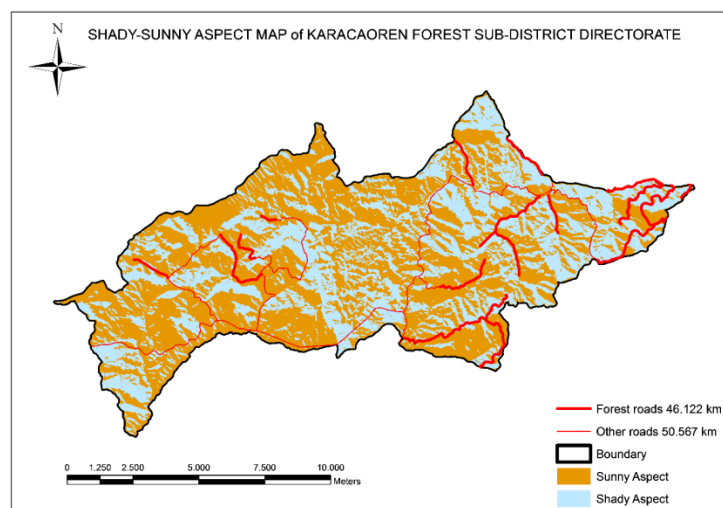 SHADY-SUNNY ASPECT MAP of KARACAOREN FOREST SUB-DISTRICT DIRECTORATE
N
Forest roads 46.122 km
Other roads 50.567 km
Boundary
Sunny Aspect
Shady Aspect
0 1.250 2.500 5.000 7.500 10.000
Meters